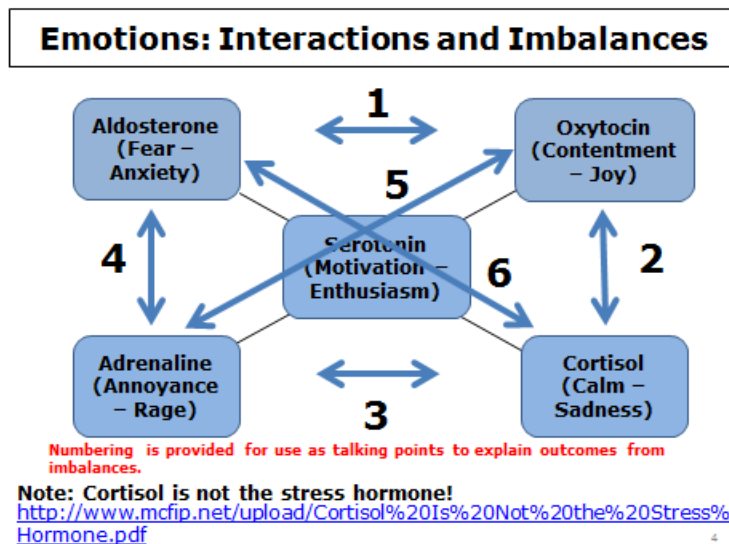 Emotions: Interactions and Imbalances
1
Aldosterone
(Fear –
Anxiety)
Oxytocin
(Contentment
– Joy)
5
4
Serotonin
(Motivation –
Enthusiasm)
6
2
Adrenaline
(Annoyance
– Rage)
3
Cortisol
(Calm –
Sadness)
Numbering is provided for use as talking points to explain outcomes from
imbalances.
Note: Cortisol is not the stress hormone!
http://www.mcfip.net/upload/Cortisol%20Is%20Not%20the%20Stress%
Hormone.pdf
4